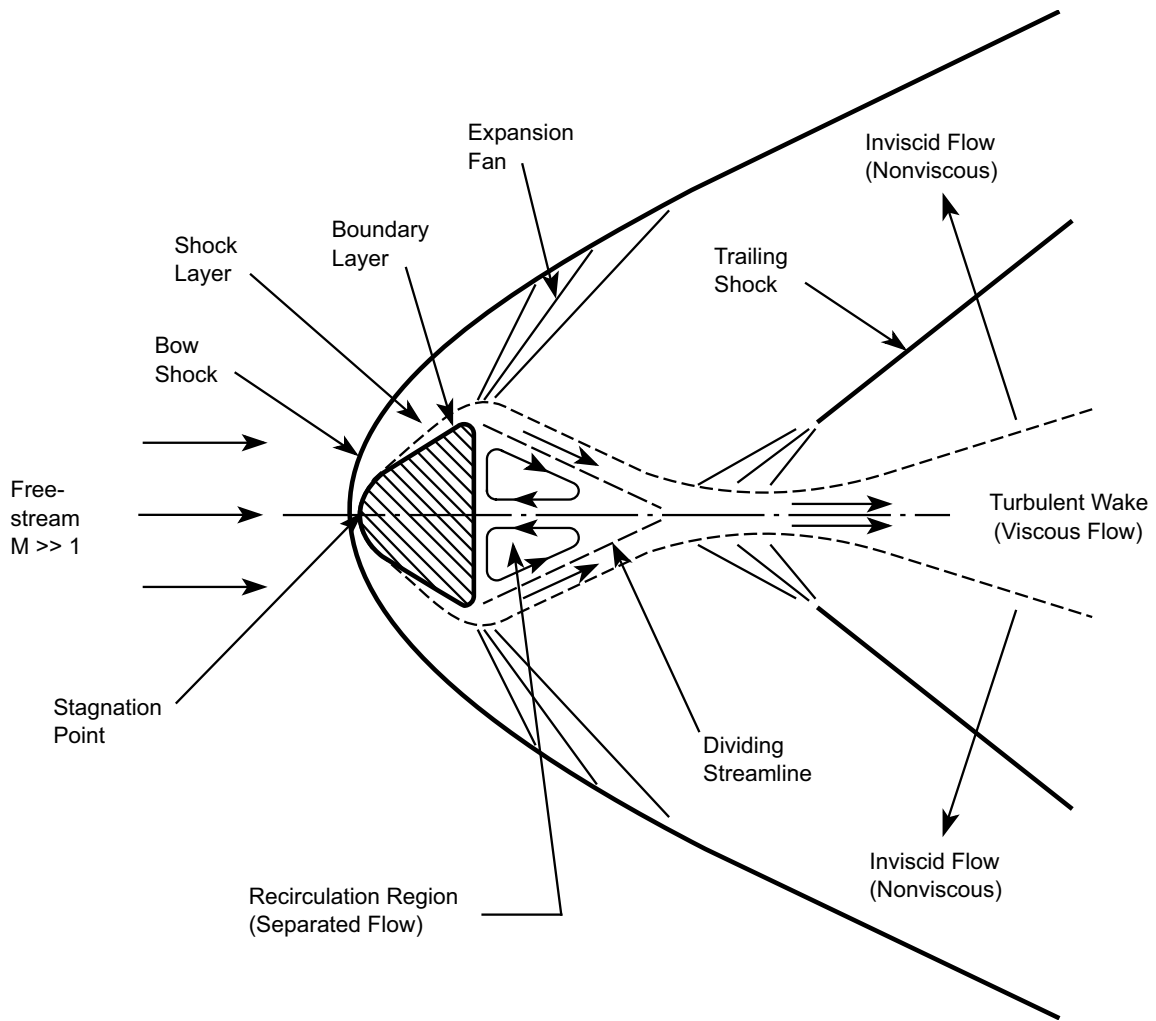 Expansion
Fan
Inviscid Flow
(Nonviscous)
Boundary
Layer
Shock
Layer
Trailing
Shock
Bow
Shock
Free-
stream
M >> 1
Turbulent Wake
(Viscous Flow)
Stagnation
Point
Dividing
Streamline
Inviscid Flow
(Nonviscous)
Recirculation Region
(Separated Flow)